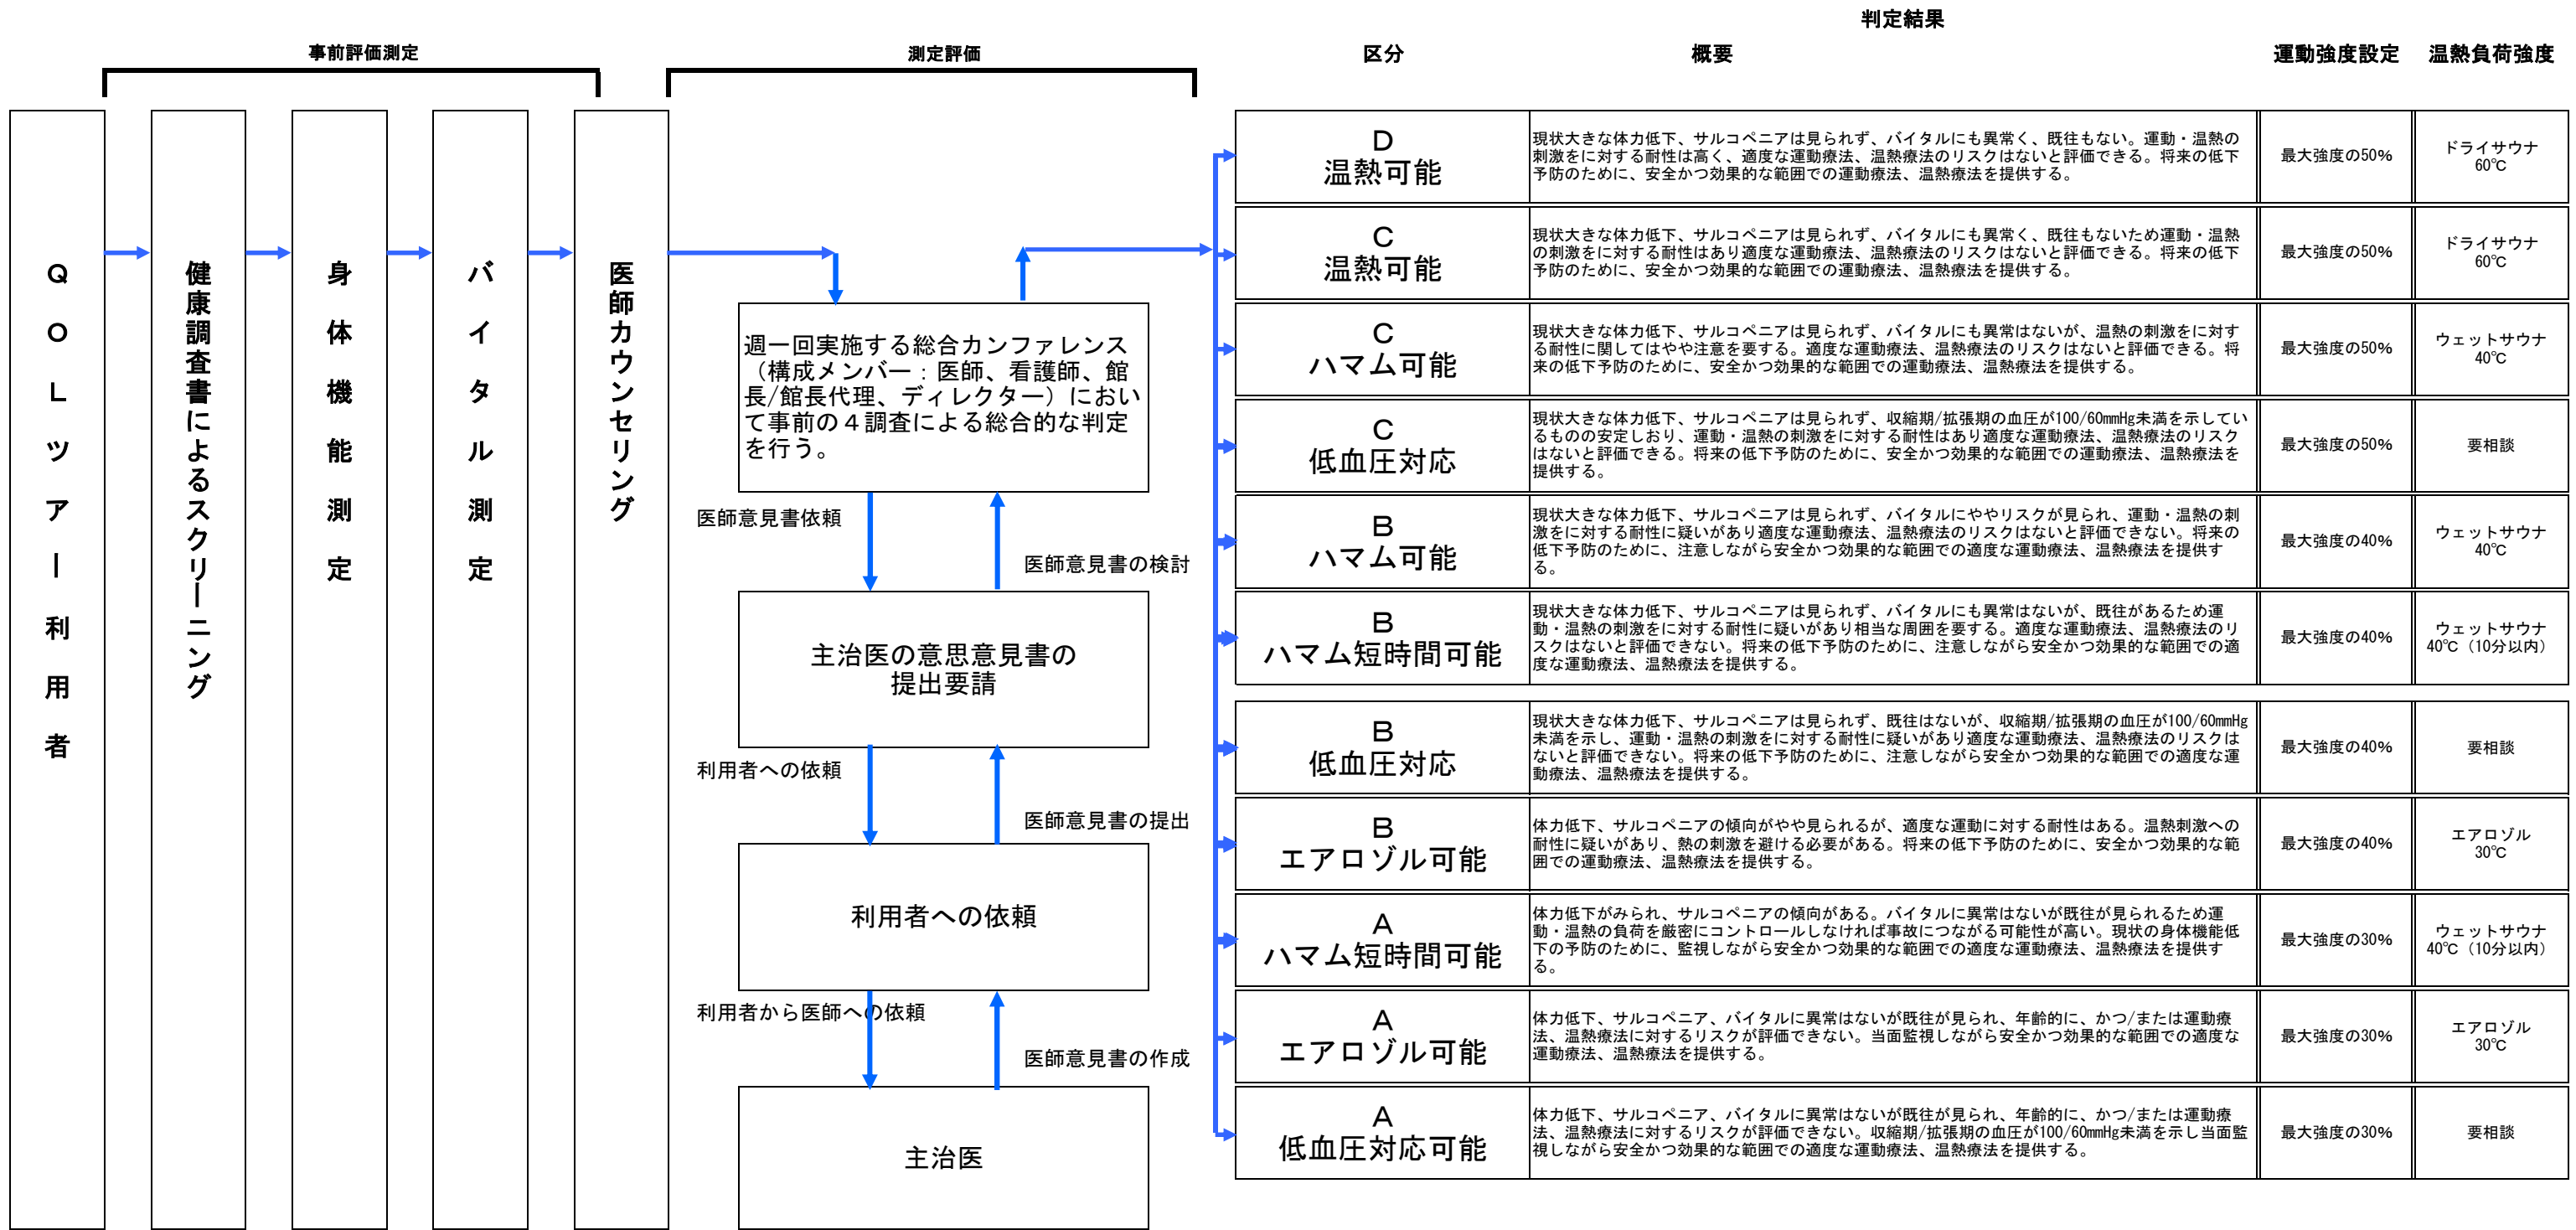 判定結果
事前評価測定
測定評価
区分
概要
運動強度設定
温熱負荷強度
QOLツアー利用者
健康調査書によるスクリーニング
身体機能測定
バイタル測定
医師カウンセリング
週一回実施する総合カンファレンス
（構成メンバー：医師、看護師、館
長/館長代理、ディレクター）におい
て事前の４調査による総合的な判定
を行う。
医師意見書依頼
医師意見書の検討
主治医の意思意見書の
提出要請
利用者への依頼
医師意見書の提出
利用者への依頼
利用者から医師への依頼
医師意見書の作成
主治医
D
温熱可能
現状大きな体力低下、サルコペニアは見られず、バイタルにも異常く、既往もない。運動・温熱の
刺激をに対する耐性は高く、適度な運動療法、温熱療法のリスクはないと評価できる。将来の低下
予防のために、安全かつ効果的な範囲での運動療法、温熱療法を提供する。
最大強度の50%
ドライサウナ
60℃
C
温熱可能
現状大きな体力低下、サルコペニアは見られず、バイタルにも異常く、既往もないため運動・温熱
の刺激をに対する耐性はあり適度な運動療法、温熱療法のリスクはないと評価できる。将来の低下
予防のために、安全かつ効果的な範囲での運動療法、温熱療法を提供する。
最大強度の50%
ドライサウナ
60℃
C
ハマム可能
現状大きな体力低下、サルコペニアは見られず、バイタルにも異常はないが、温熱の刺激をに対す
る耐性に関してはやや注意を要する。適度な運動療法、温熱療法のリスクはないと評価できる。将
来の低下予防のために、安全かつ効果的な範囲での運動療法、温熱療法を提供する。
最大強度の50%
ウェットサウナ
40℃
C
低血圧対応
現状大きな体力低下、サルコペニアは見られず、収縮期/拡張期の血圧が100/60mmHg未満を示してい
るものの安定しおり、運動・温熱の刺激をに対する耐性はあり適度な運動療法、温熱療法のリスク
はないと評価できる。将来の低下予防のために、安全かつ効果的な範囲での運動療法、温熱療法を
提供する。
最大強度の50%
要相談
B
ハマム可能
現状大きな体力低下、サルコペニアは見られず、バイタルにややリスクが見られ、運動・温熱の刺
激をに対する耐性に疑いがあり適度な運動療法、温熱療法のリスクはないと評価できない。将来の
低下予防のために、注意しながら安全かつ効果的な範囲での適度な運動療法、温熱療法を提供す
る。
最大強度の40%
ウェットサウナ
40℃
B
ハマム短時間可能
現状大きな体力低下、サルコペニアは見られず、バイタルにも異常はないが、既往があるため運
動・温熱の刺激をに対する耐性に疑いがあり相当な周囲を要する。適度な運動療法、温熱療法のリ
スクはないと評価できない。将来の低下予防のために、注意しながら安全かつ効果的な範囲での適
度な運動療法、温熱療法を提供する。
最大強度の40%
ウェットサウナ
40℃（10分以内）
B
低血圧対応
現状大きな体力低下、サルコペニアは見られず、既往はないが、収縮期/拡張期の血圧が100/60mmHg
未満を示し、運動・温熱の刺激をに対する耐性に疑いがあり適度な運動療法、温熱療法のリスクは
ないと評価できない。将来の低下予防のために、注意しながら安全かつ効果的な範囲での適度な運
動療法、温熱療法を提供する。
最大強度の40%
要相談
B
エアロゾル可能
体力低下、サルコペニアの傾向がやや見られるが、適度な運動に対する耐性はある。温熱刺激への
耐性に疑いがあり、熱の刺激を避ける必要がある。将来の低下予防のために、安全かつ効果的な範
囲での運動療法、温熱療法を提供する。
最大強度の40%
エアロゾル
30℃
A
ハマム短時間可能
体力低下がみられ、サルコペニアの傾向がある。バイタルに異常はないが既往が見られるため運
動・温熱の負荷を厳密にコントロールしなければ事故につながる可能性が高い。現状の身体機能低
下の予防のために、監視しながら安全かつ効果的な範囲での適度な運動療法、温熱療法を提供す
る。
最大強度の30%
ウェットサウナ
40℃（10分以内）
A
エアロゾル可能
体力低下、サルコペニア、バイタルに異常はないが既往が見られ、年齢的に、かつ/または運動療
法、温熱療法に対するリスクが評価できない。当面監視しながら安全かつ効果的な範囲での適度な
運動療法、温熱療法を提供する。
最大強度の30%
エアロゾル
30℃
A
低血圧対応可能
体力低下、サルコペニア、バイタルに異常はないが既往が見られ、年齢的に、かつ/または運動療
法、温熱療法に対するリスクが評価できない。収縮期/拡張期の血圧が100/60mmHg未満を示し当面監
視しながら安全かつ効果的な範囲での適度な運動療法、温熱療法を提供する。
最大強度の30%
要相談